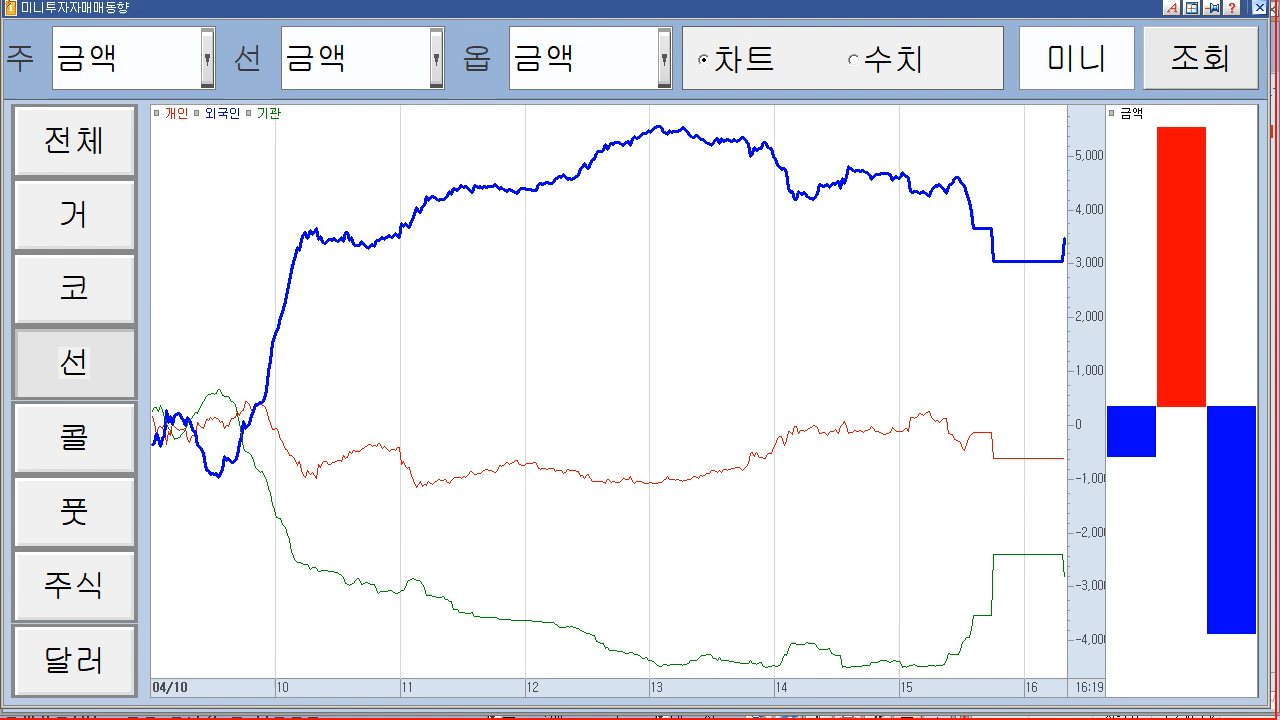 미니투자자매매동향
주 금액 선 금액 옵 금액 차트 수치 미니 조회
전체
거
코
선
콜
풋
주식
달러
개인 외국인 기관
금액
5,000
4,000
3,000
2,000
1,000
0
-1,000
-2,000
-3,000
-4,000
04/10 10 11 12 13 14 15 16 16:19